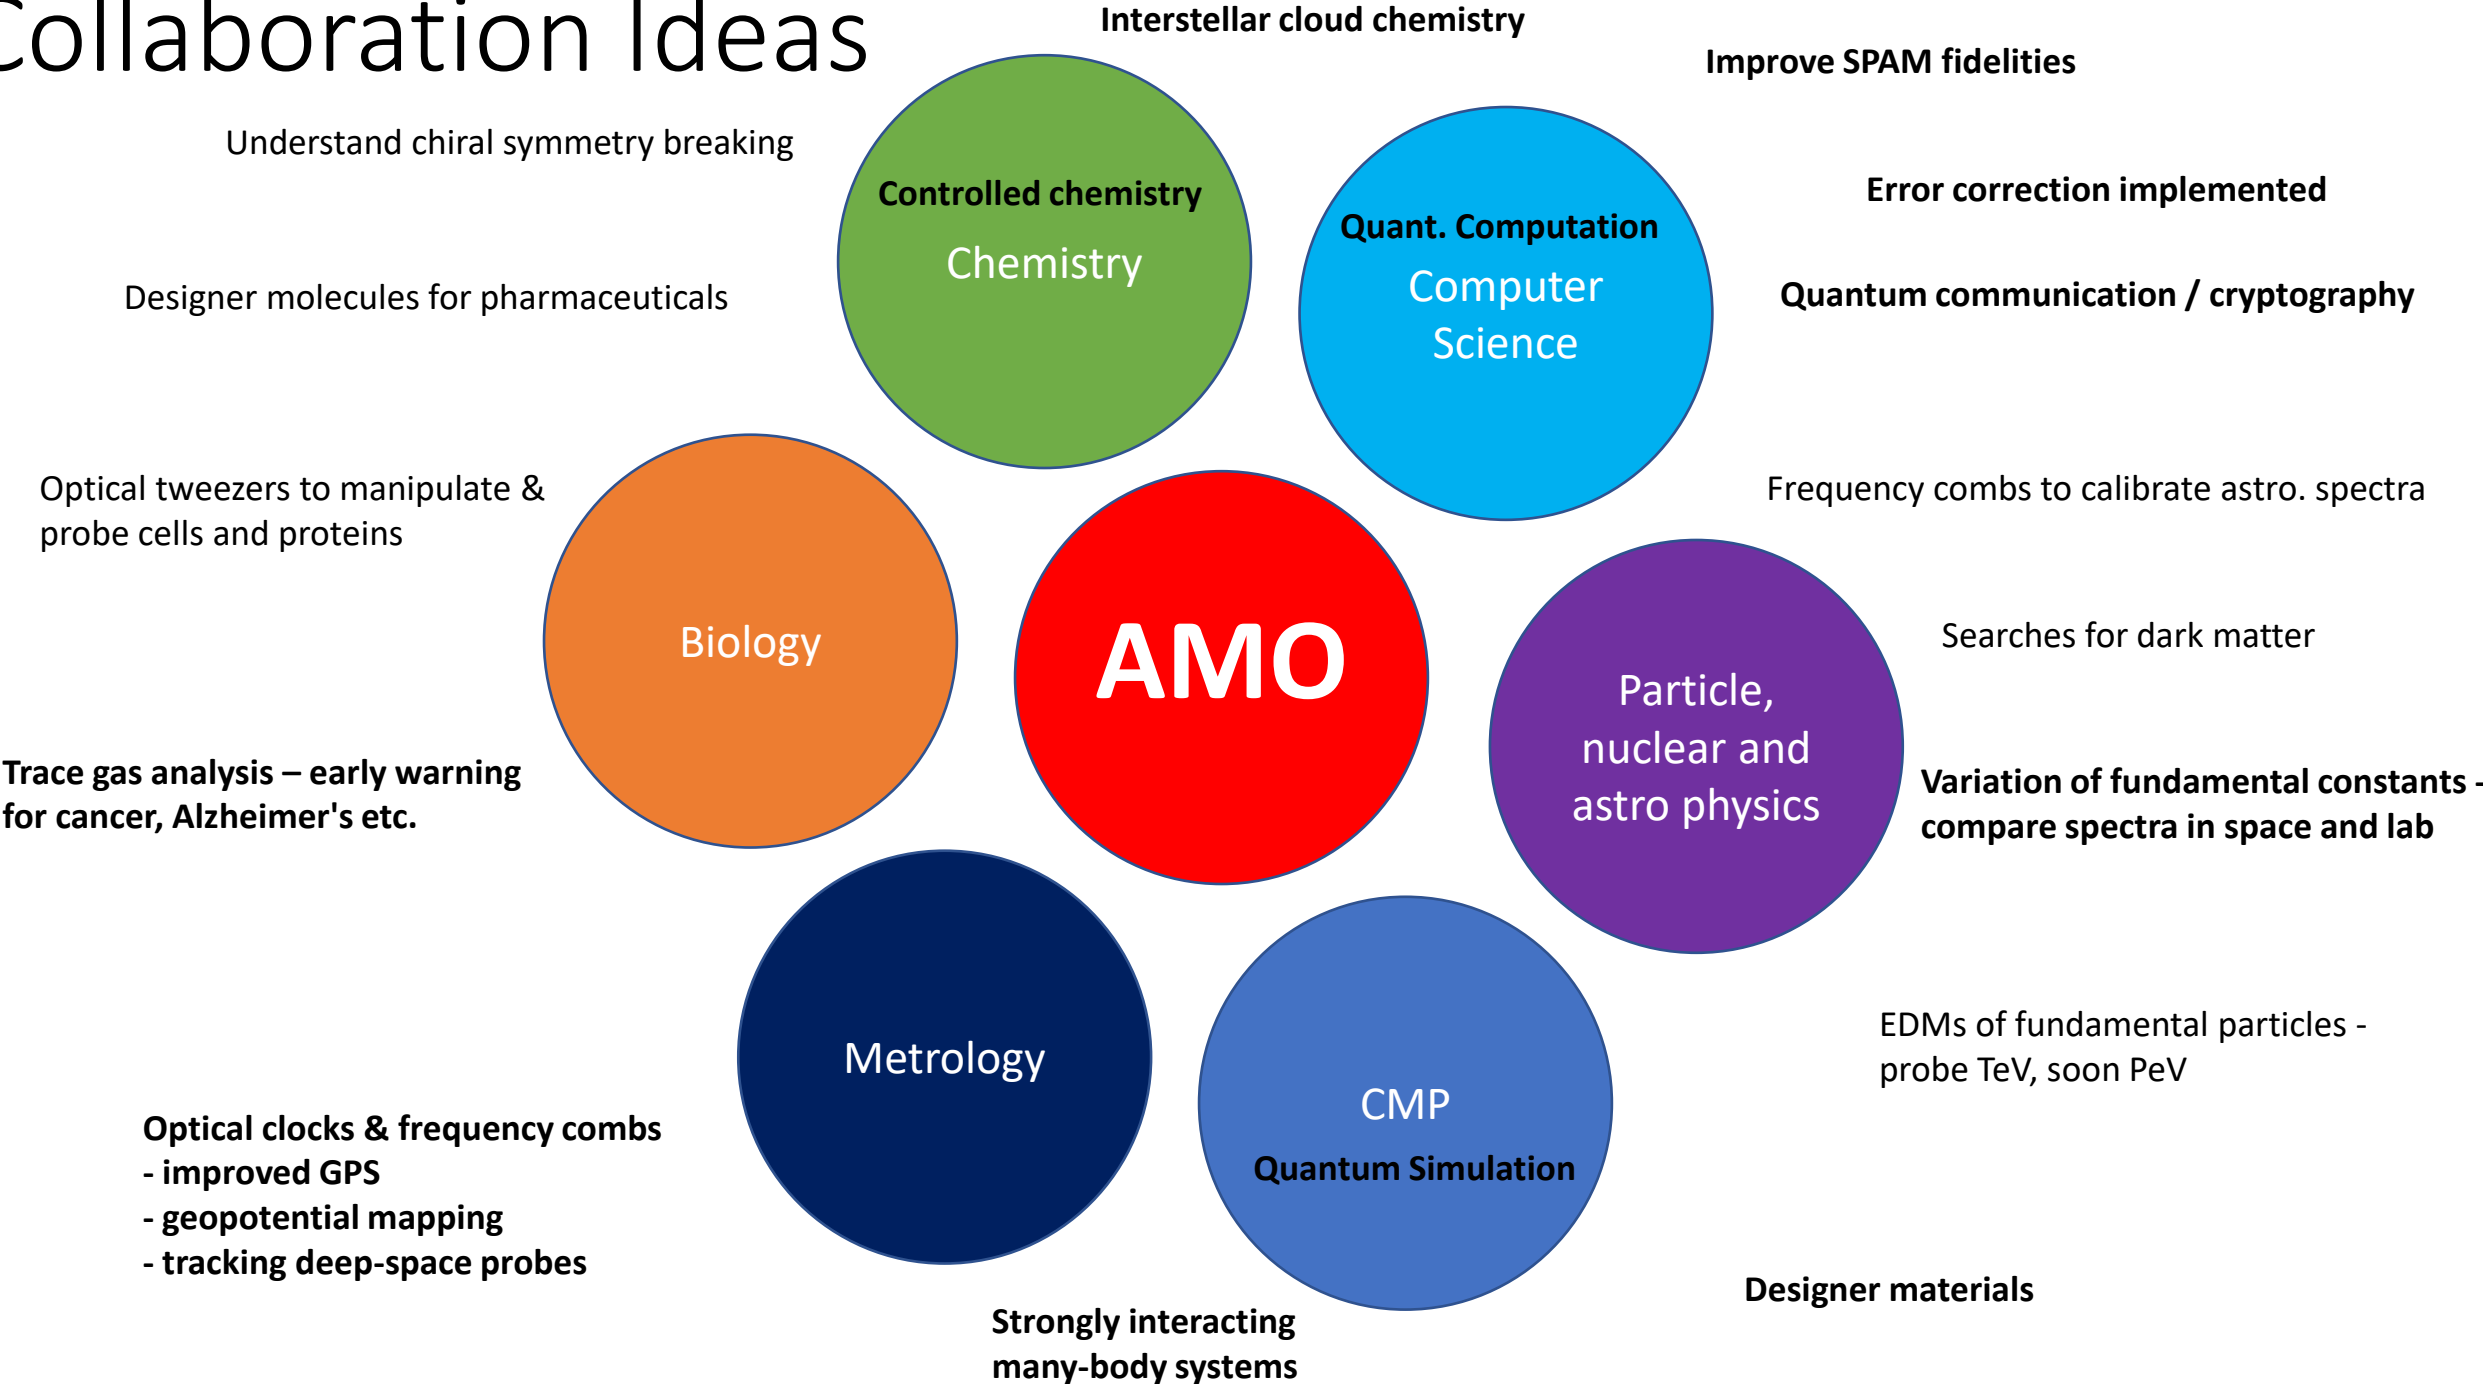 Collaboration Ideas
Interstellar cloud chemistry
Improve SPAM fidelities
Understand chiral symmetry breaking
Controlled chemistry
Chemistry
Error correction implemented
Quant. Computation
Computer
Science
Designer molecules for pharmaceuticals
Quantum communication / cryptography
Optical tweezers to manipulate &
probe cells and proteins
Frequency combs to calibrate astro. spectra
Biology
AMO
Searches for dark matter
Particle,
nuclear and
astro physics
Trace gas analysis – early warning
for cancer, Alzheimer's etc.
Variation of fundamental constants -
compare spectra in space and lab
Metrology
CMP
Quantum Simulation
EDMs of fundamental particles -
probe TeV, soon PeV
Optical clocks & frequency combs
- improved GPS
- geopotential mapping
- tracking deep-space probes
Designer materials
Strongly interacting
many-body systems